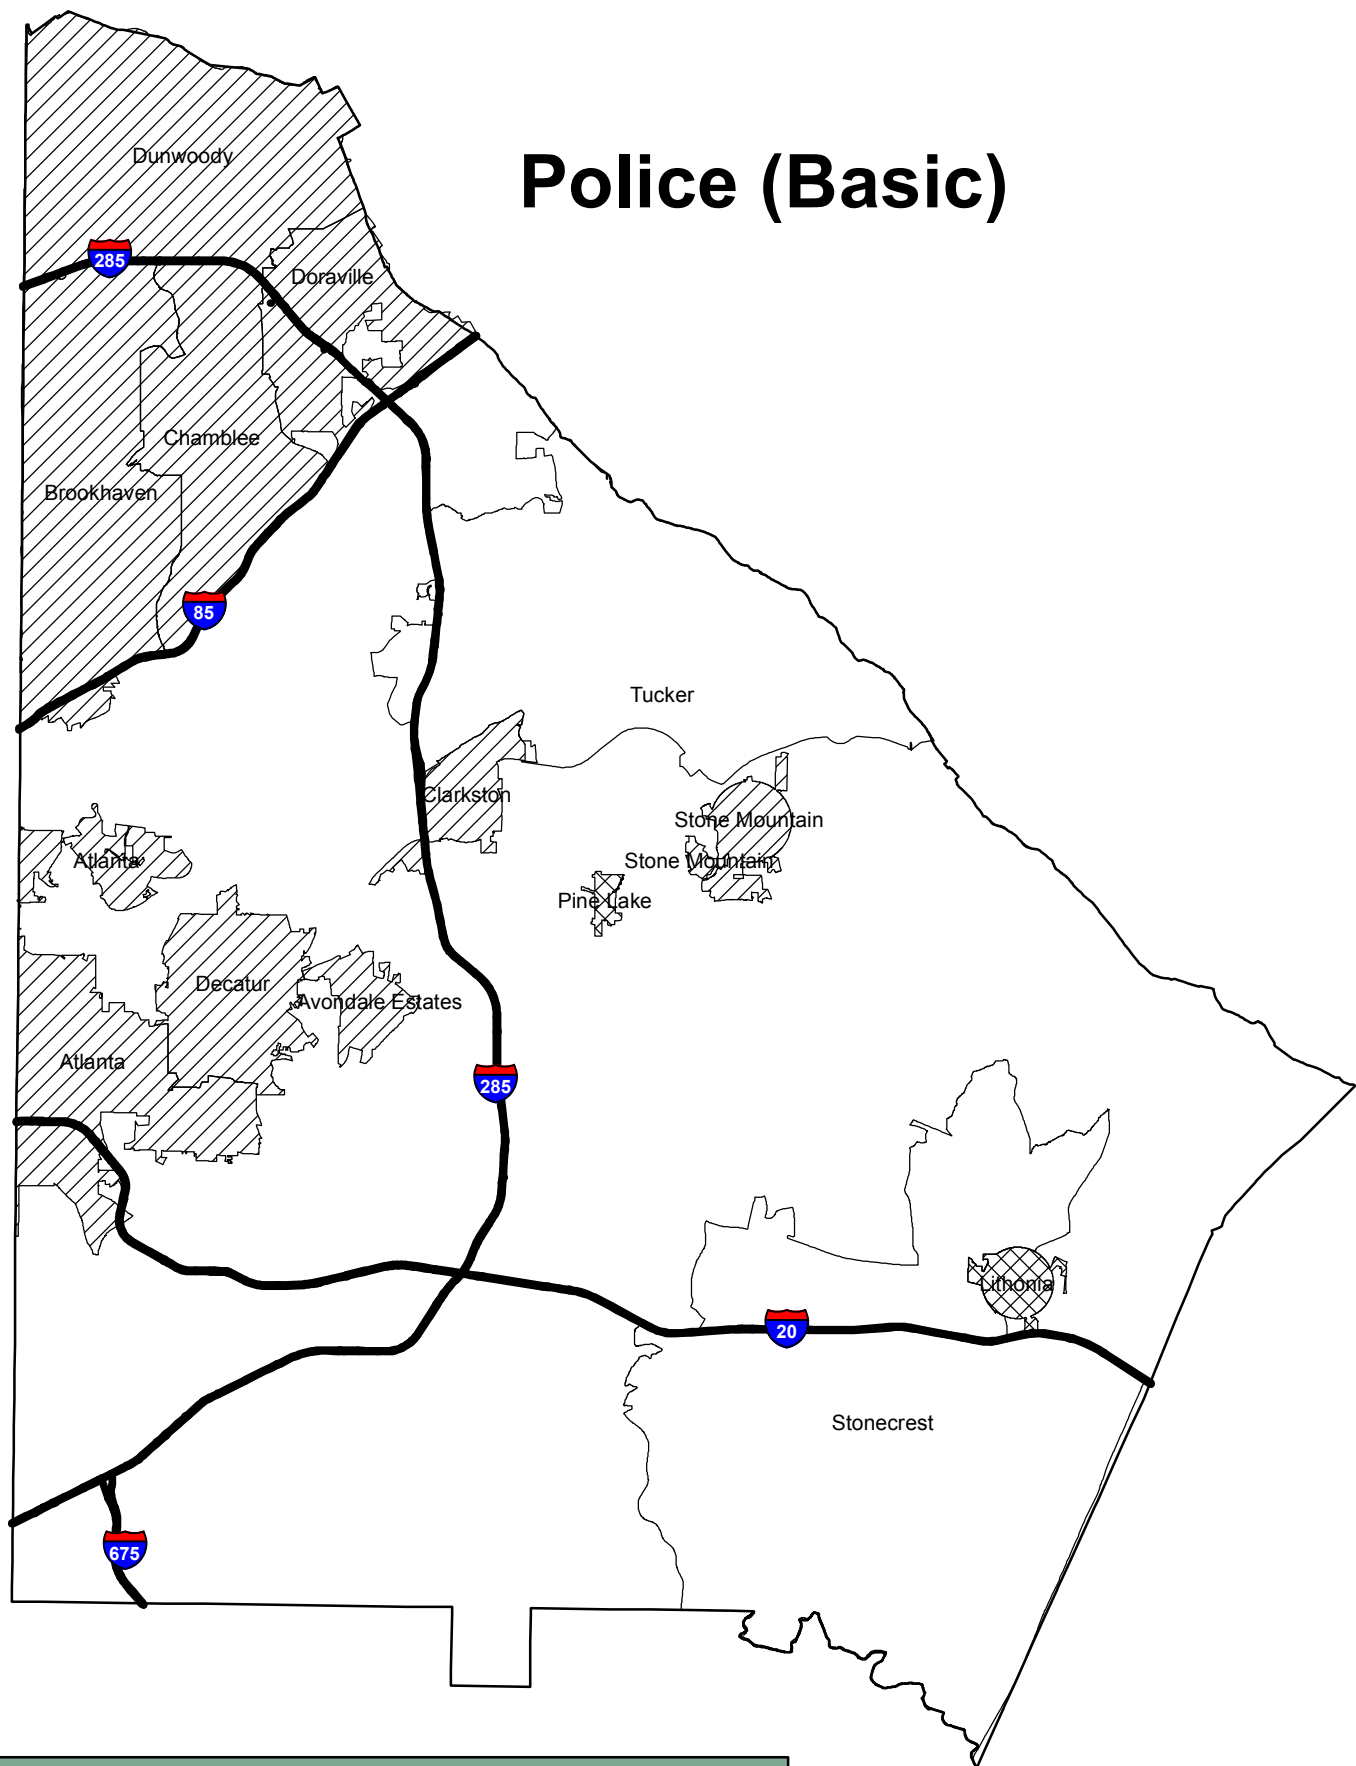 Dunwoody
Police (Basic)
285
Doraville
Chamblee
Brookhaven
85
Tucker
Clarkston
Stone Mountain
Atlanta
Stone Mountain
Pine Lake
Decatur
Avondale Estates
Atlanta
285
Lithonia
20
Stonecrest
675